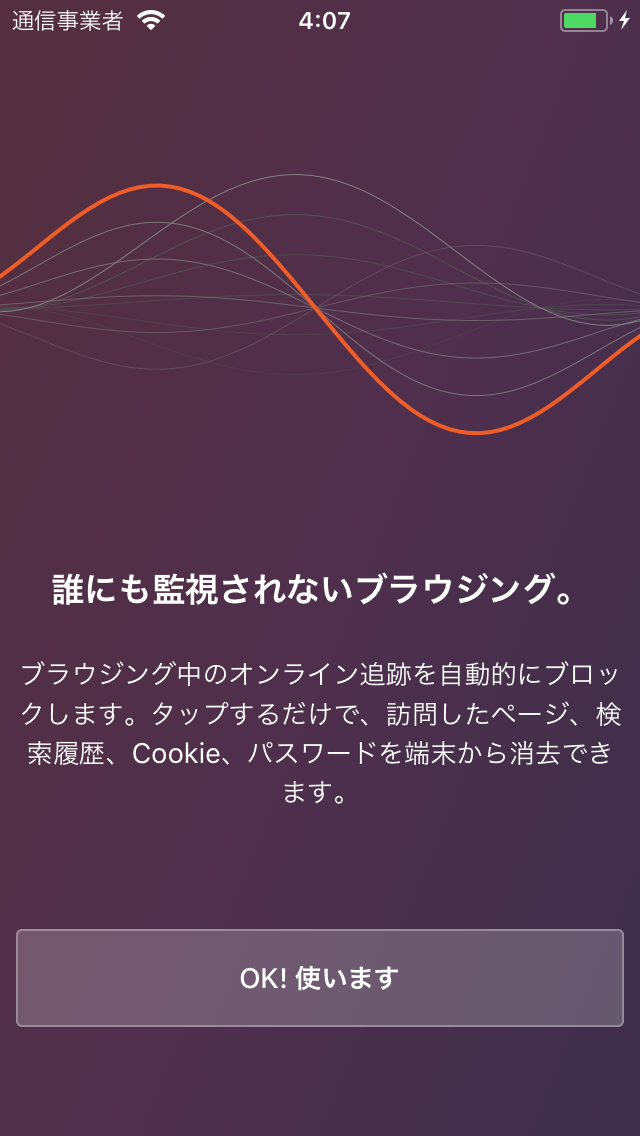 通信事業者 4:07
誰にも監視されないブラウジング。
ブラウジング中のオンライン追跡を自動的にブロッ
クします。タップするだけで、訪問したページ、検
索履歴、Cookie、パスワードを端末から消去でき
ます。
OK! 使います